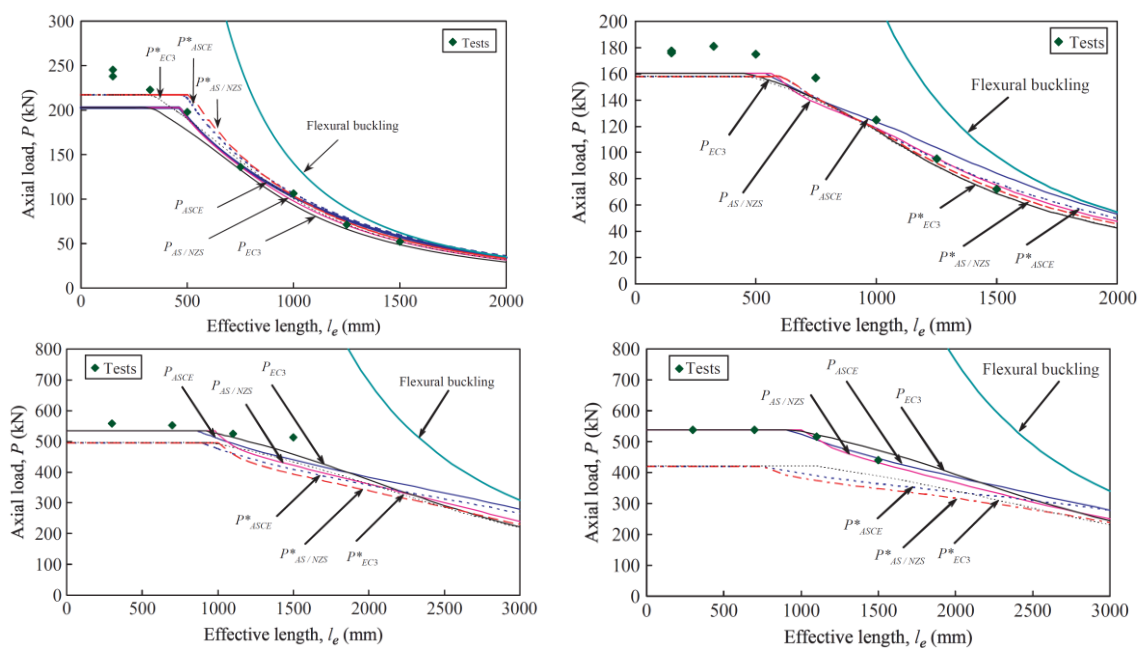 300
250
200
150
100
50
0
Axial load, P (kN)
P*EC3
P*ASCE
P*AS/NZS
Tests
Flexural buckling
PASCE
PAS/NZS
PEC3
0 500 1000 1500 2000
Effective length, le (mm)
200
180
160
140
120
100
80
60
40
20
0
Axial load, P (kN)
Tests
Flexural buckling
PEC3
PAS/NZS
PASCE
P*EC3
P*AS/NZS
P*ASCE
0 500 1000 1500 2000
Effective length, le (mm)
800
700
600
500
400
300
200
100
0
Axial load, P (kN)
Tests
PASCE
PAS/NZS
PEC3
Flexural buckling
P*ASCE
P*AS/NZS
P*EC3
0 500 1000 1500 2000 2500 3000
Effective length, le (mm)
800
700
600
500
400
300
200
100
0
Axial load, P (kN)
Tests
PAS/NZS
PASCE
PEC3
Flexural buckling
P*ASCE
P*AS/NZS
P*EC3
0 500 1000 1500 2000 2500 3000
Effective length, le (mm)